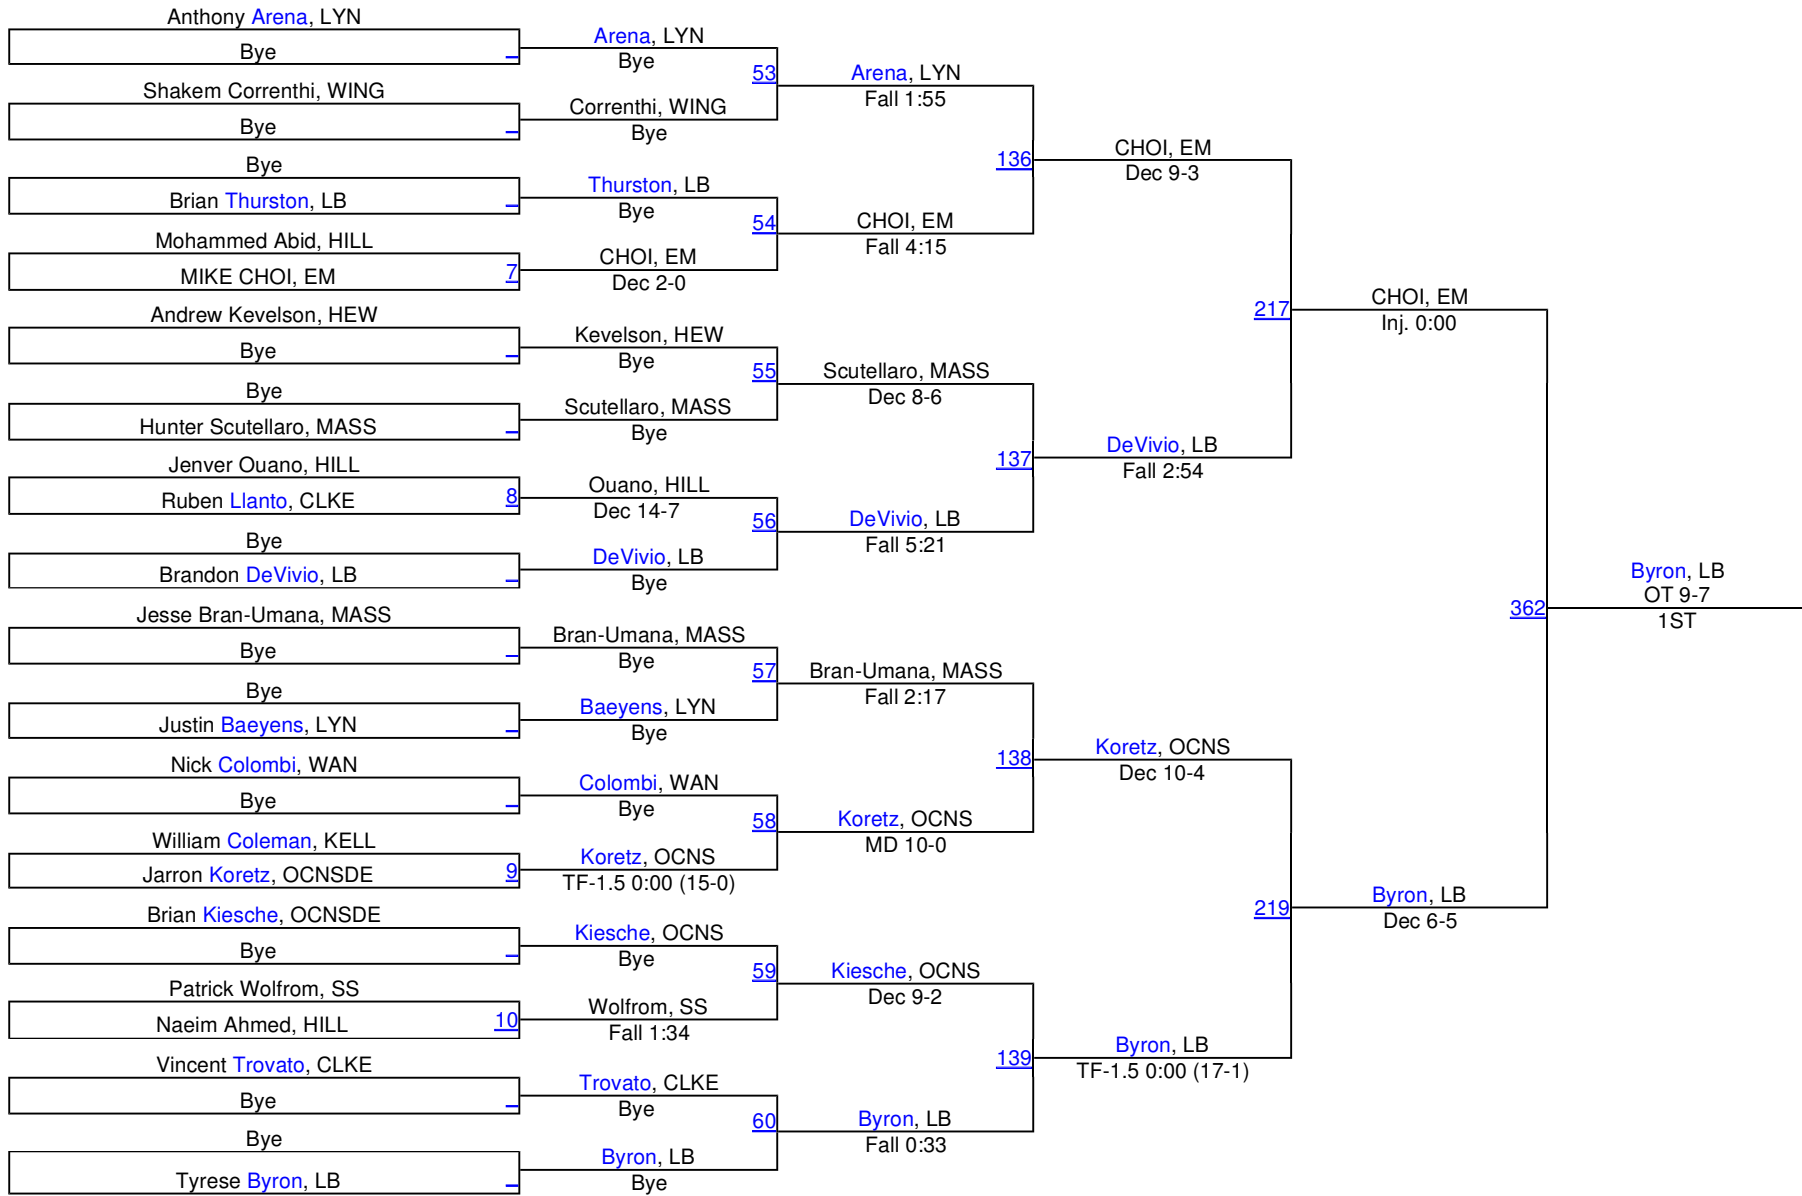 Anthony Arena, LYN
Bye
Shakem Correnthi, WING
Bye
Bye
Brian Thurston, LB
Mohammed Abid, HILL
MIKE CHOI, EM
7
Andrew Kevelson, HEW
Bye
Bye
Hunter Scutellaro, MASS
Jenver Ouano, HILL
Ruben Llanto, CLKE
8
Bye
Brandon DeVivio, LB
Jesse Bran-Umana, MASS
Bye
Bye
Justin Baeyens, LYN
Nick Colombi, WAN
Bye
William Coleman, KELL
Jarron Koretz, OCNSDE
9
Brian Kiesche, OCNSDE
Bye
Patrick Wolfrom, SS
Naeim Ahmed, HILL
10
Vincent Trovato, CLKE
Bye
Bye
Tyrese Byron, LB
Arena, LYN
Bye
53
Correnthi, WING
Bye
Thurston, LB
Bye
54
CHOI, EM
Dec 2-0
Kevelson, HEW
Bye
55
Scutellaro, MASS
Bye
Ouano, HILL
Dec 14-7
56
DeVivio, LB
Bye
Bran-Umana, MASS
Bye
57
Baeyens, LYN
Bye
Colombi, WAN
Bye
58
Koretz, OCNS
TF-1.5 0:00 (15-0)
Kiesche, OCNS
Bye
59
Wolfrom, SS
Fall 1:34
Trovato, CLKE
Bye
60
Byron, LB
Bye
Arena, LYN
Fall 1:55
136
CHOI, EM
Fall 4:15
Scutellaro, MASS
Dec 8-6
137
DeVivio, LB
Fall 5:21
Bran-Umana, MASS
Fall 2:17
138
Koretz, OCNS
MD 10-0
Kiesche, OCNS
Dec 9-2
139
Byron, LB
Fall 0:33
CHOI, EM
Dec 9-3
217
DeVivio, LB
Fall 2:54
Koretz, OCNS
Dec 10-4
219
Byron, LB
TF-1.5 0:00 (17-1)
CHOI, EM
Inj. 0:00
362
Byron, LB
Dec 6-5
Byron, LB
OT 9-7
1ST